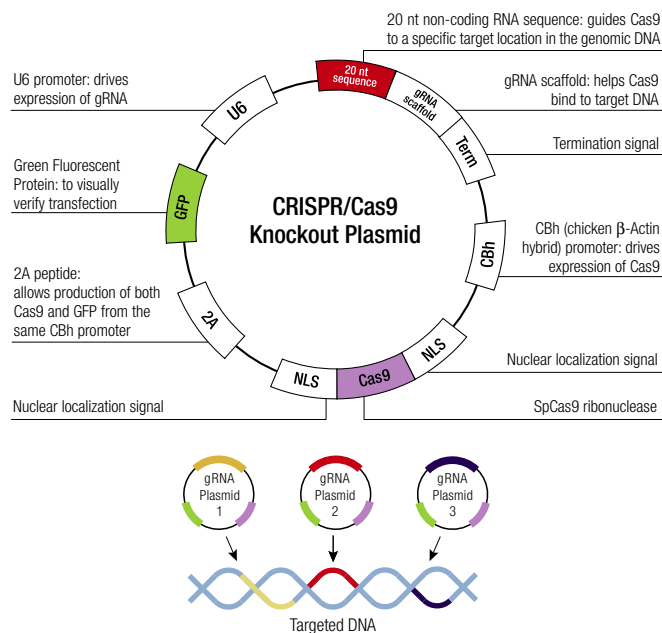 20 nt non-coding RNA sequence: guides Cas9
to a specific target location in the genomic DNA
U6 promoter: drives
expression of gRNA
20 nt
sequence
gRNA
scaffold
gRNA scaffold: helps Cas9
bind to target DNA
U6
Term
Termination signal
Green Fluorescent
Protein: to visually
verify transfection
GFP
CRISPR/Cas9
Knockout Plasmid
CBh
CBh (chicken β-Actin
hybrid) promoter: drives
expression of Cas9
2A peptide:
allows production of both
Cas9 and GFP from the
same CBh promoter
2A
NLS
Cas9
NLS
Nuclear localization signal
Nuclear localization signal
SpCas9 ribonuclease
gRNA
Plasmid
1
gRNA
Plasmid
2
gRNA
Plasmid
3
Targeted DNA